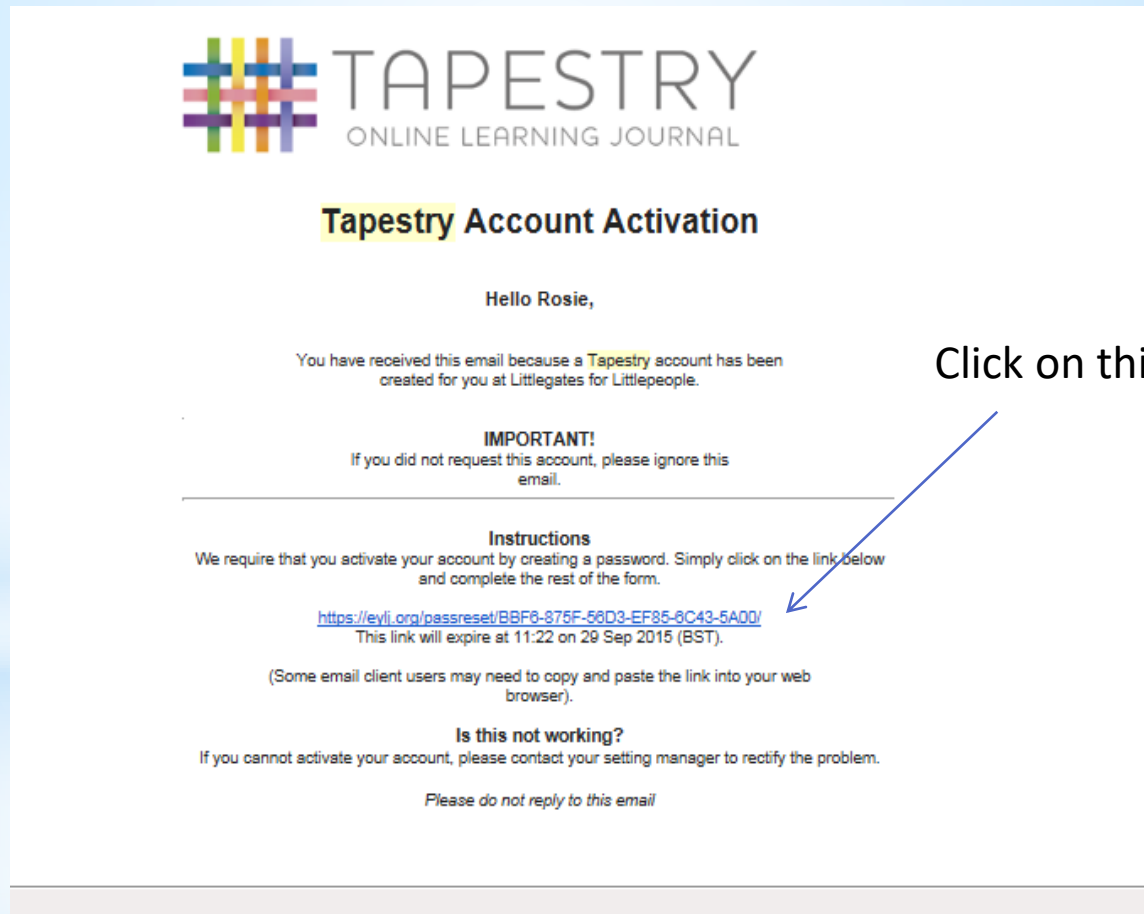 TAPESTRY
ONLINE LEARNING JOURNAL
Tapestry Account Activation
Hello Rosie,
You have received this email because a Tapestry account has been
created for you at Littlegates for Littlepeople.
Click on thi
IMPORTANT!
If you did not request this account, please ignore this
email.
Instructions
We require that you activate your account by creating a password. Simply click on the link below
and complete the rest of the form.
https://eylj.org/passreset/BBF6-875F-56D3-EF85-6C43-5A00/
This link will expire at 11:22 on 29 Sep 2015 (BST).
(Some email client users may need to copy and paste the link into your web
browser).
Is this not working?
If you cannot activate your account, please contact your setting manager to rectify the problem.
Please do not reply to this email